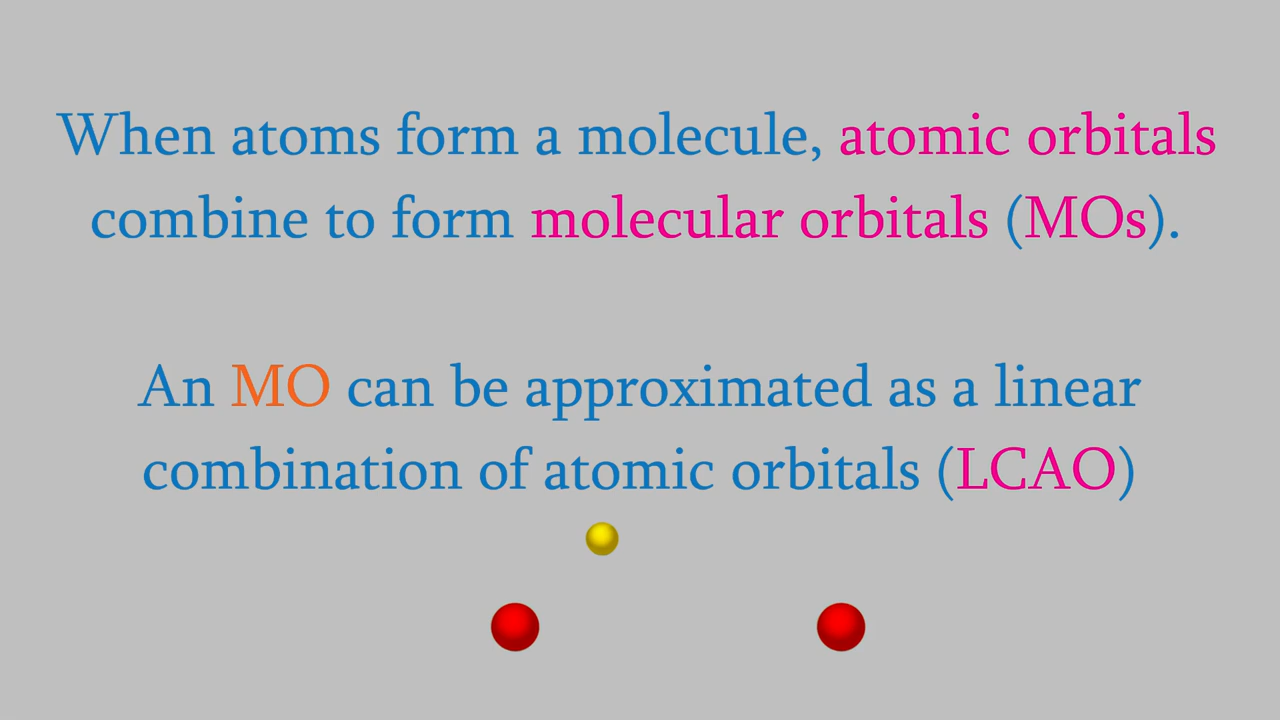 When atoms form a molecule, atomic orbitals
combine to form molecular orbitals (MOs).
An MO can be approximated as a linear
combination of atomic orbitals (LCAO)